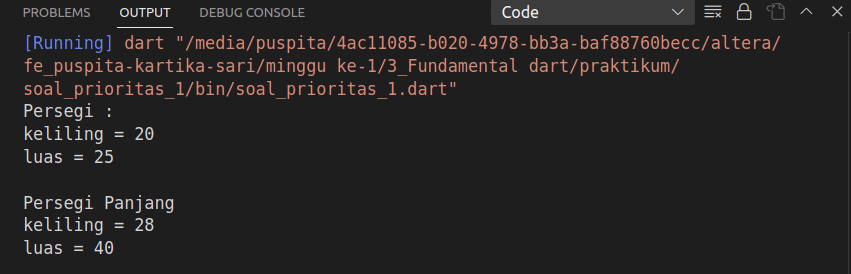 PROBLEMS OUTPUT DEBUG CONSOLE Code
[Running] dart "/media/puspita/4ac11085-b020-4978-bb3a-baf88760becc/altera/
fe_puspita-kartika-sari/minggu ke-1/3_Fundamental dart/praktikum/
soal_prioritas_1/bin/soal_prioritas_1.dart"
Persegi :
keliling = 20
luas = 25
Persegi Panjang
keliling = 28
luas = 40